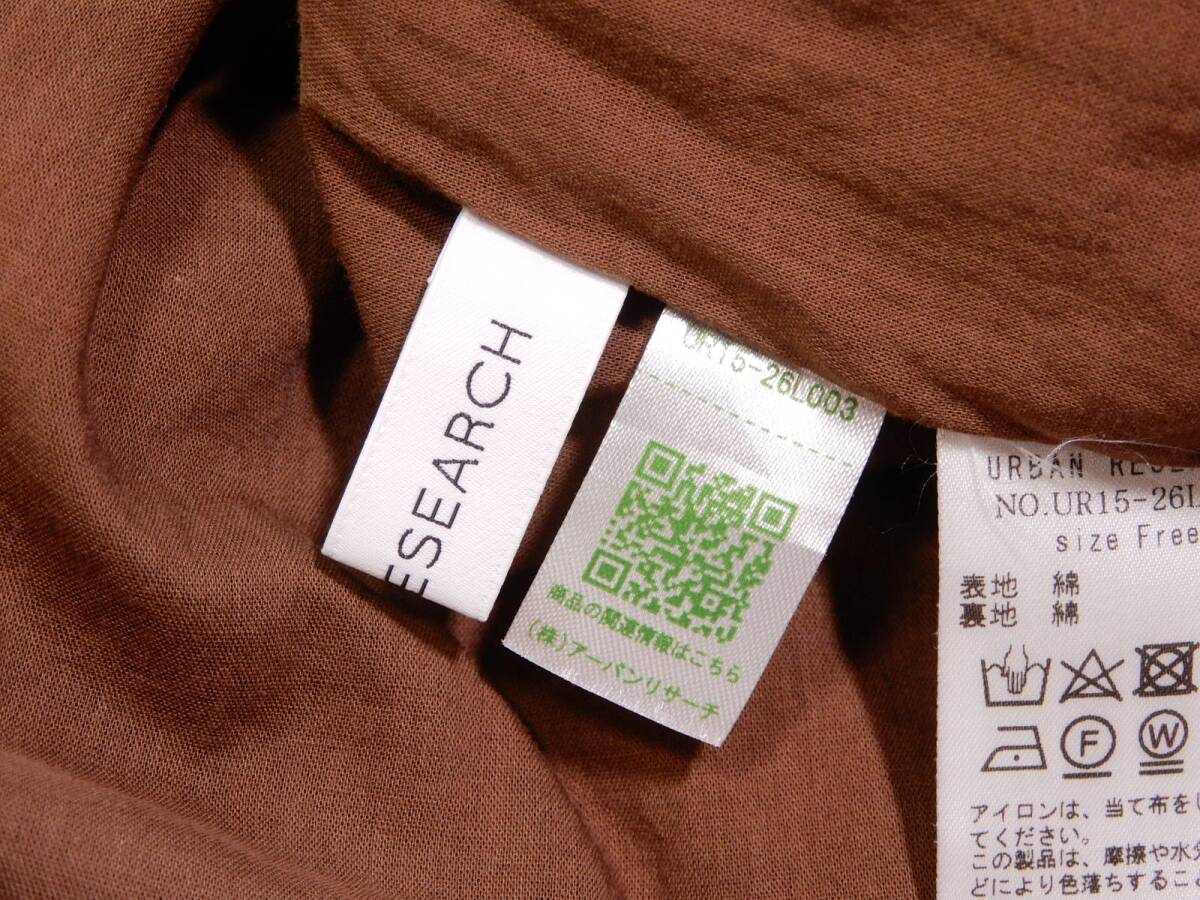 ESEARCH
UR15-26L003
商品の関連情報はこちら
(株)アーバンリサーチ
URBAN RESE
NO.UR15-26L
size Free
表地 綿
裏地 綿
F
W
アイロンは、当て布をし
てください。
この製品は、摩擦や水分
どにより色落ちすること